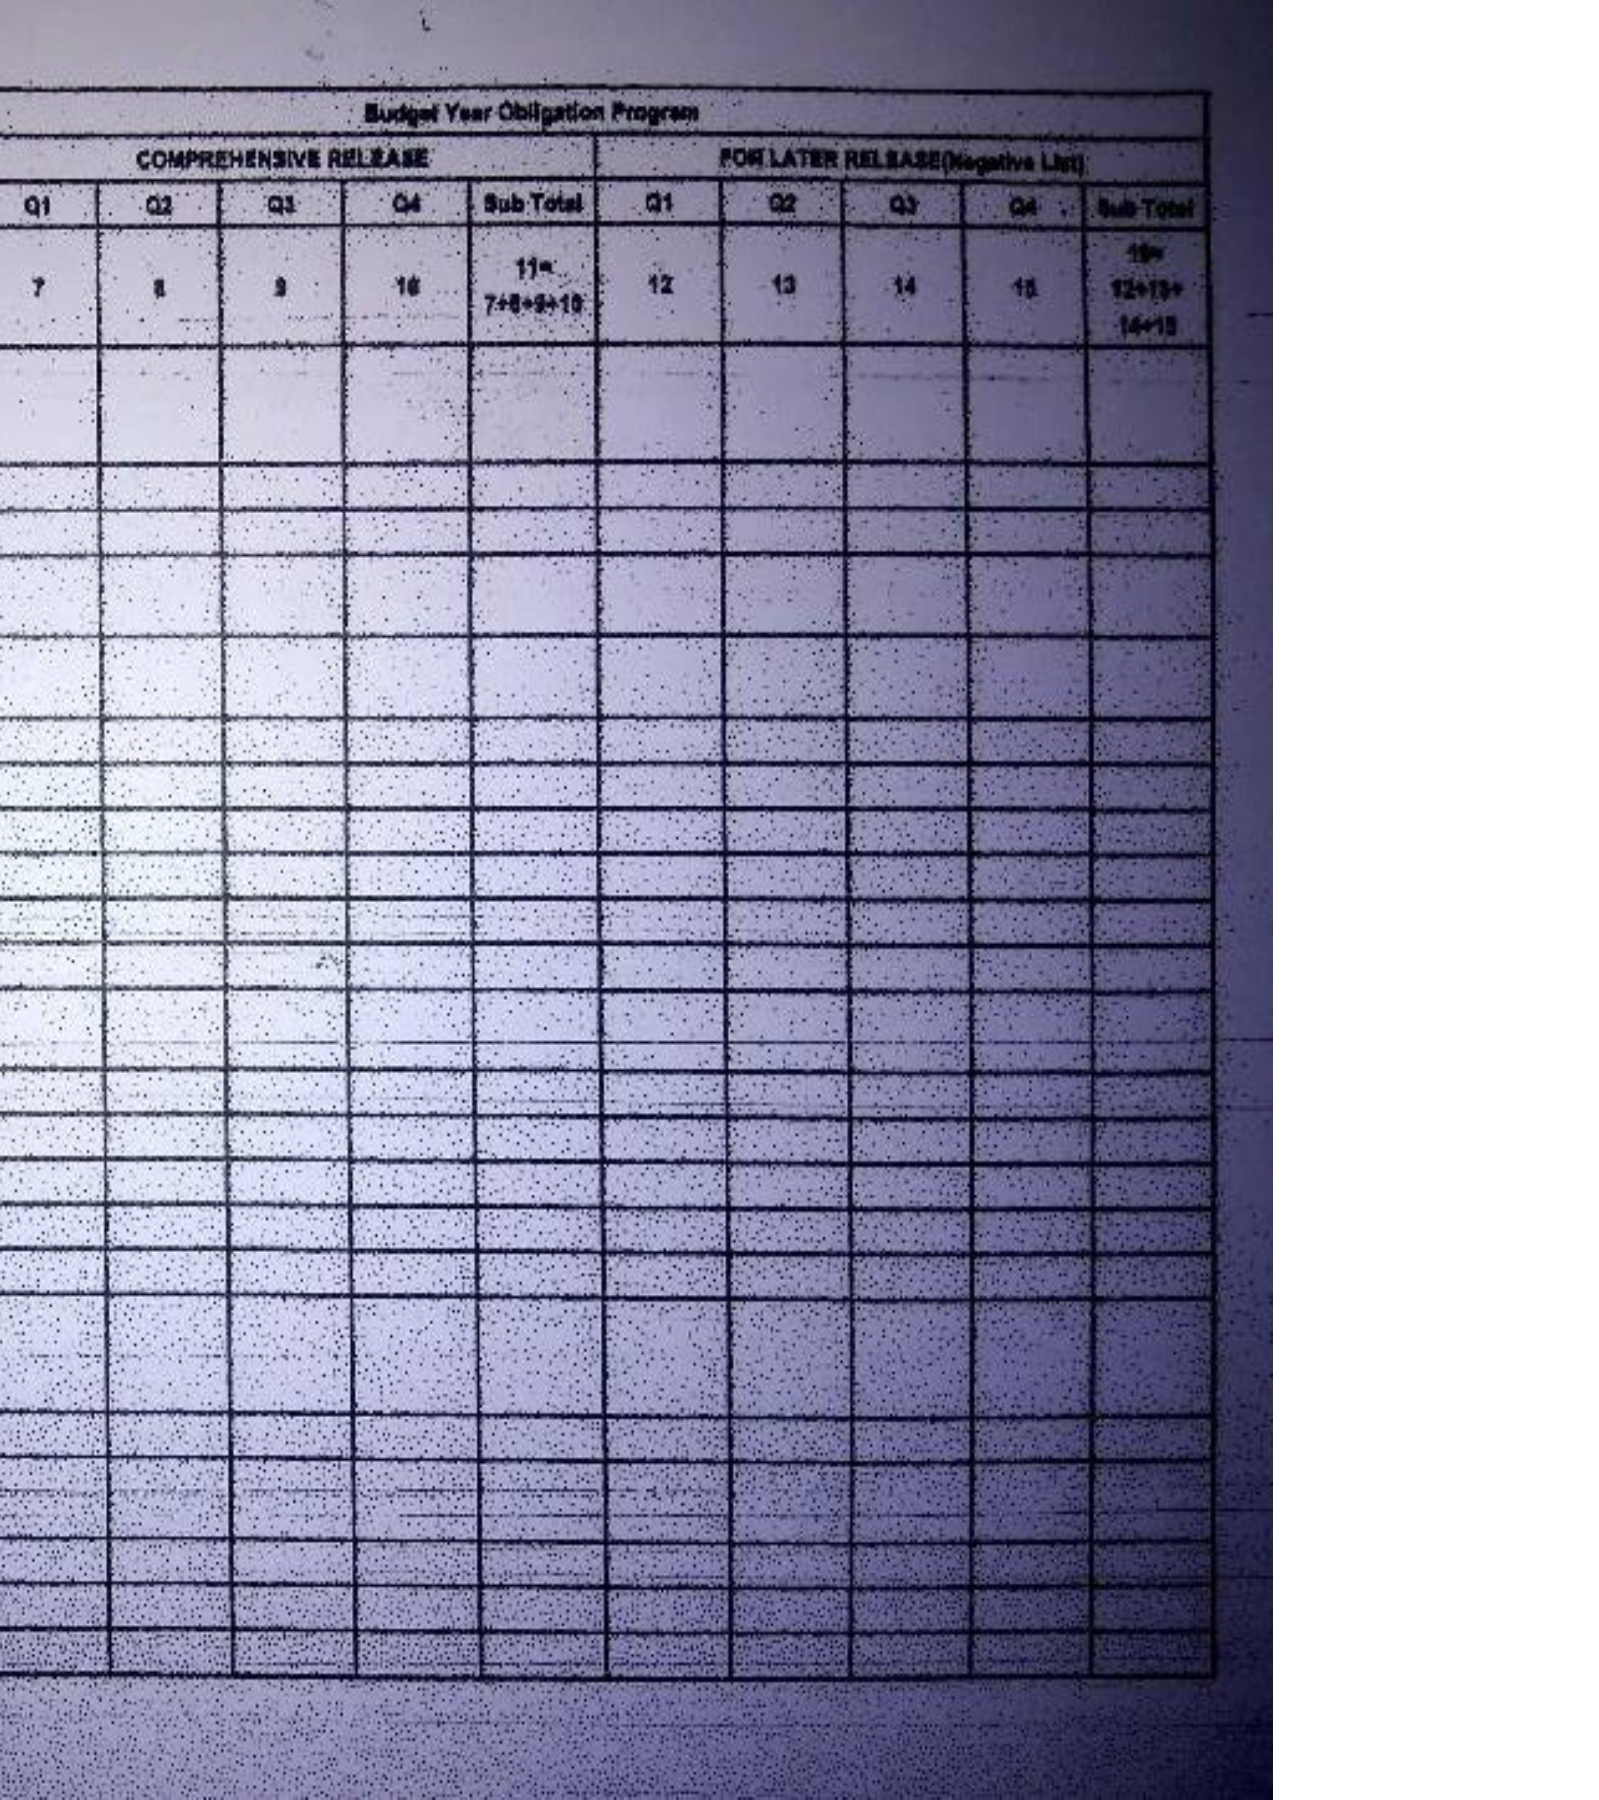 Budget Year Obligation Program
COMPREHENSIVE RELEASE FOR LATER RELEASE(Negative List)
Q1 Q2 Q3 Q4 Sub Total Q1 Q2 Q3 Q4 Sub Total
7 8 9 10 11= 7+8+9+10 12 13 14 15 12+13+ 14+15